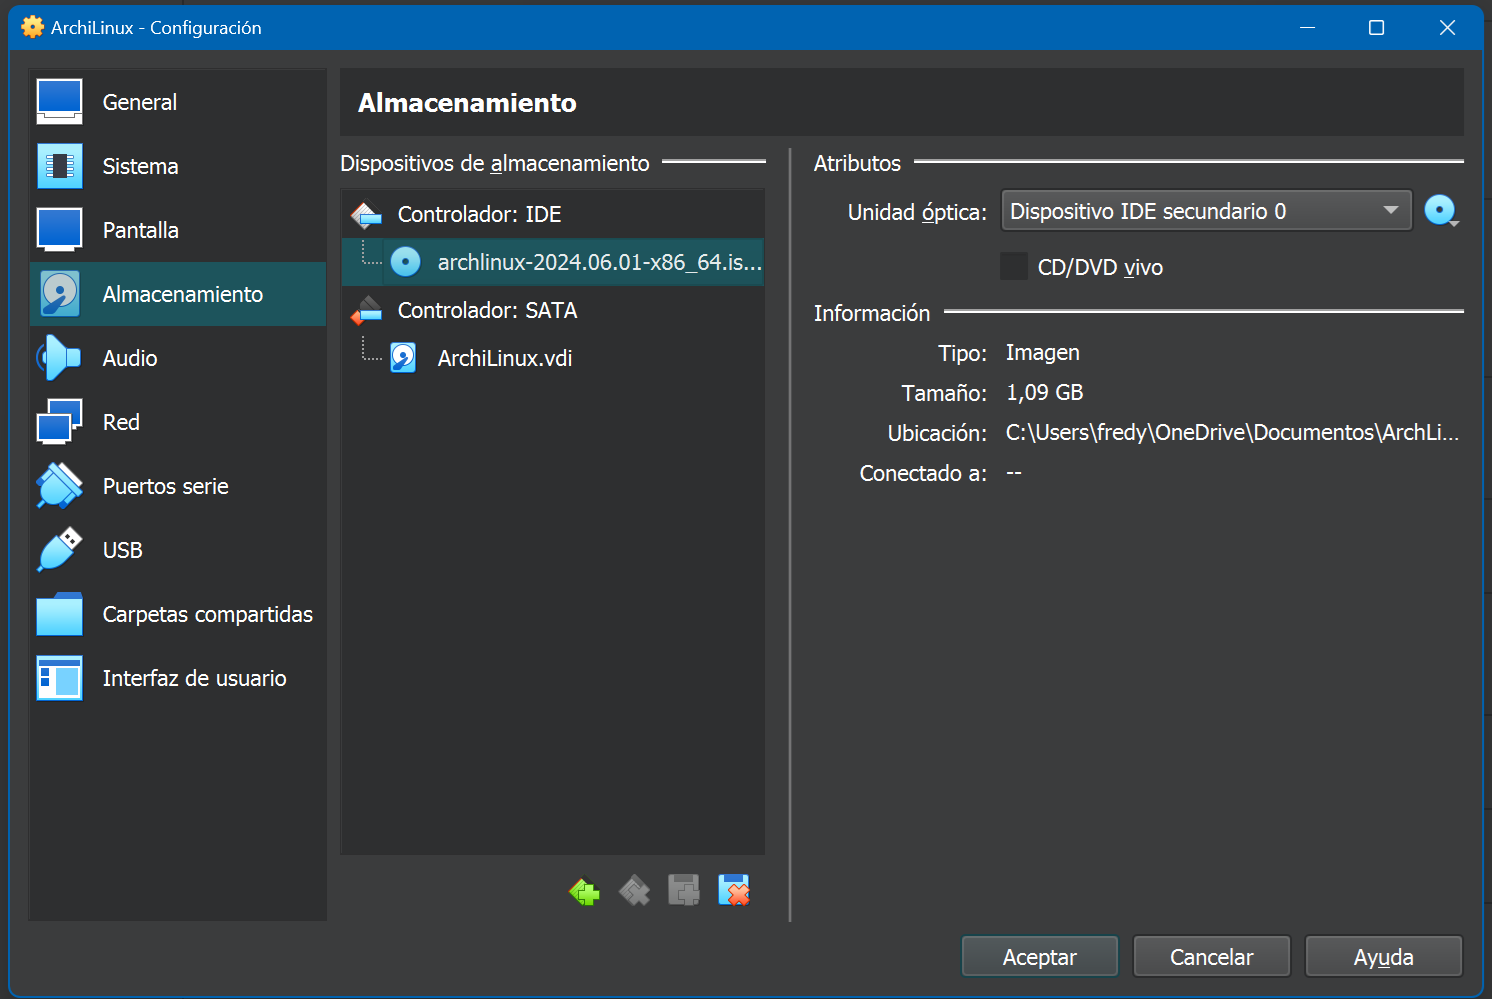 ArchiLinux - Configuración
General
Sistema
Pantalla
Almacenamiento
Audio
Red
Puertos serie
USB
Carpetas compartidas
Interfaz de usuario
Almacenamiento
Dispositivos de almacenamiento
Controlador: IDE
archlinux-2024.06.01-x86_64.is...
Controlador: SATA
ArchiLinux.vdi
Atributos
Unidad óptica: Dispositivo IDE secundario 0
CD/DVD vivo
Información
Tipo: Imagen
Tamaño: 1,09 GB
Ubicación: C:\Users\fredy\OneDrive\Documentos\ArchLi...
Conectado a: --
Aceptar Cancelar Ayuda